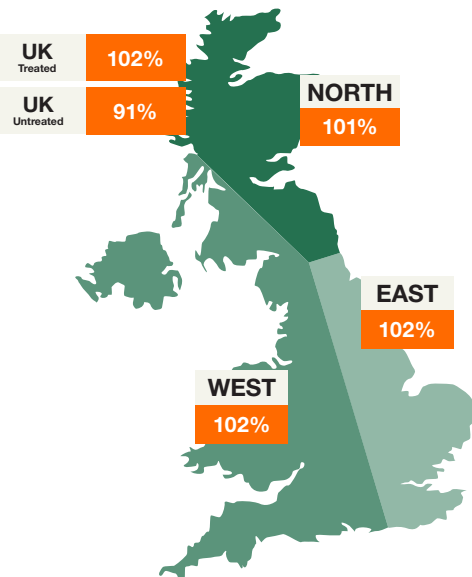 UK
Treated
102%
UK
Untreated
91%
NORTH
101%
EAST
102%
WEST
102%